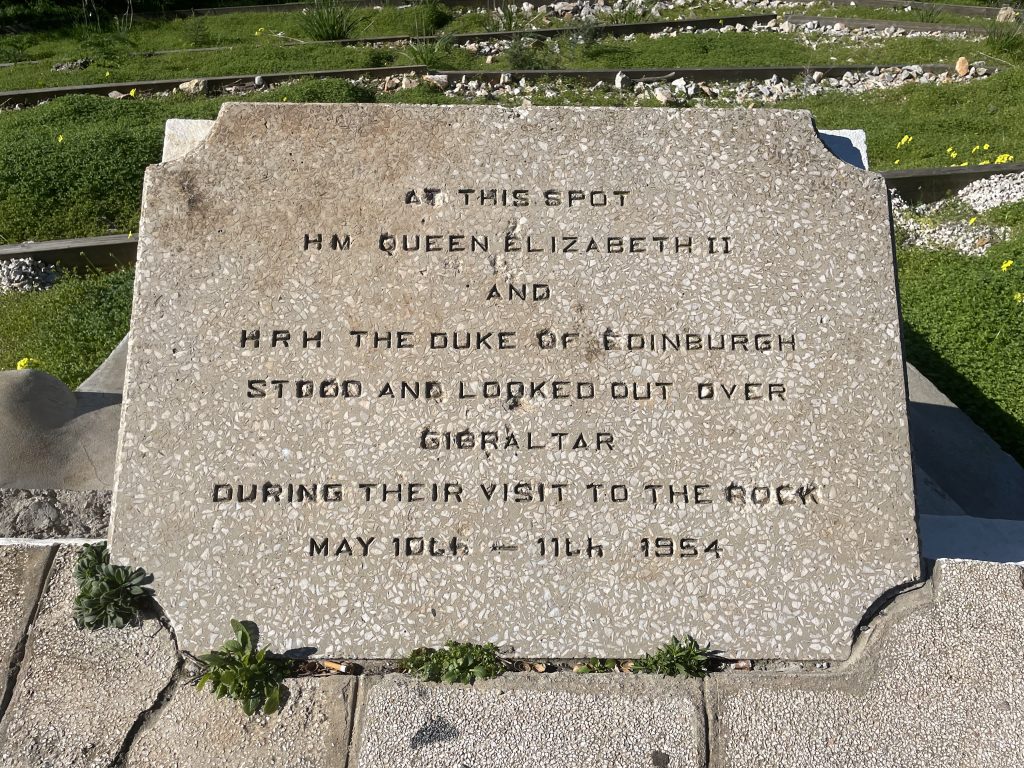 AT THIS SPOT
HM QUEEN ELIZABETH II
AND
HRH THE DUKE OF EDINBURGH
STOOD AND LOOKED OUT OVER
GIBRALTAR
DURING THEIR VISIT TO THE ROCK
MAY 10th - 11th 1954